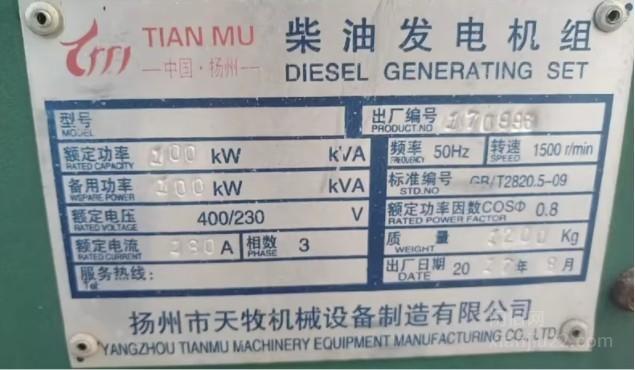 TIAN MU
中国·扬州
柴油发电机组
DIESEL GENERATING SET
型号
MODEL
出厂编号
PRODUCT.NO
额定功率 100 kW kVA
RATED CAPACITY
频率 50Hz 转速 1500 r/min
FREQUENCY SPEED
备用功率 kW kVA
WSPARE POWER
标准编号 GB/T2820.5-09
STD.NO
额定电压 400/230 V
RATED VOLTAGE
额定功率因数COSΦ 0.8
RATED POWER FACTOR
额定电流 A 相数 3
RATED CURRENT PHASE
质 量 Kg
WEIGHT
服务热线:
Tel
出厂日期 20 17年 月
DATE
扬州市天牧机械设备制造有限公司
YANGZHOU TIANMU MACHINERY EQUIPMENT MANUFACTURING CO., LTD